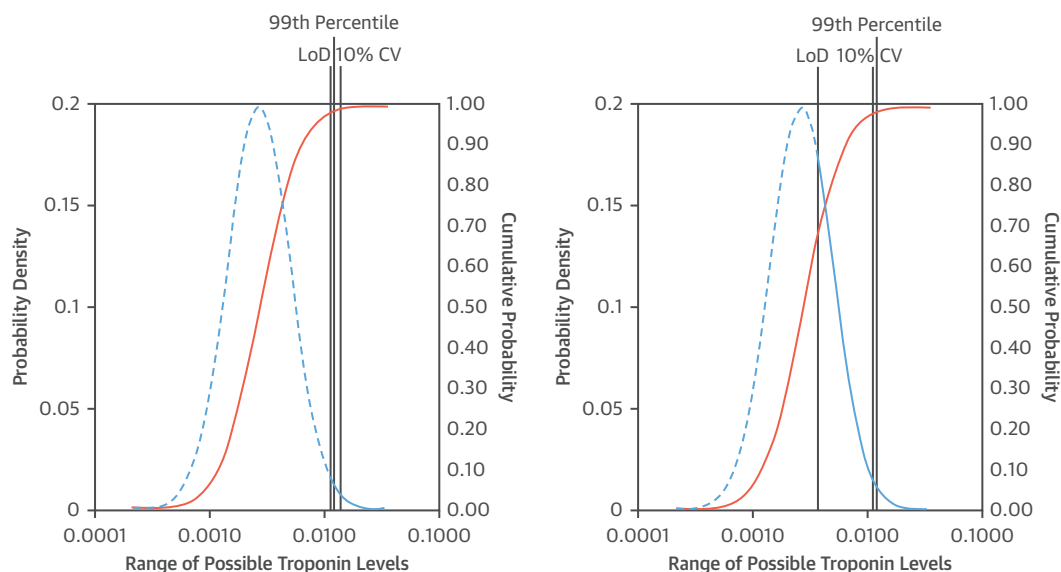 99th Percentile
LoD 10% CV
0.2
0.15
0.1
0.05
0
Probability Density
1.00
0.90
0.80
0.70
0.60
0.50
0.40
0.30
0.20
0.10
0.00
Cumulative Probability
0.0001 0.0010 0.0100 0.1000
Range of Possible Troponin Levels
99th Percentile
LoD 10% CV
0.2
0.15
0.1
0.05
0
Probability Density
1.00
0.90
0.80
0.70
0.60
0.50
0.40
0.30
0.20
0.10
0.00
Cumulative Probability
0.0001 0.0010 0.0100 0.1000
Range of Possible Troponin Levels